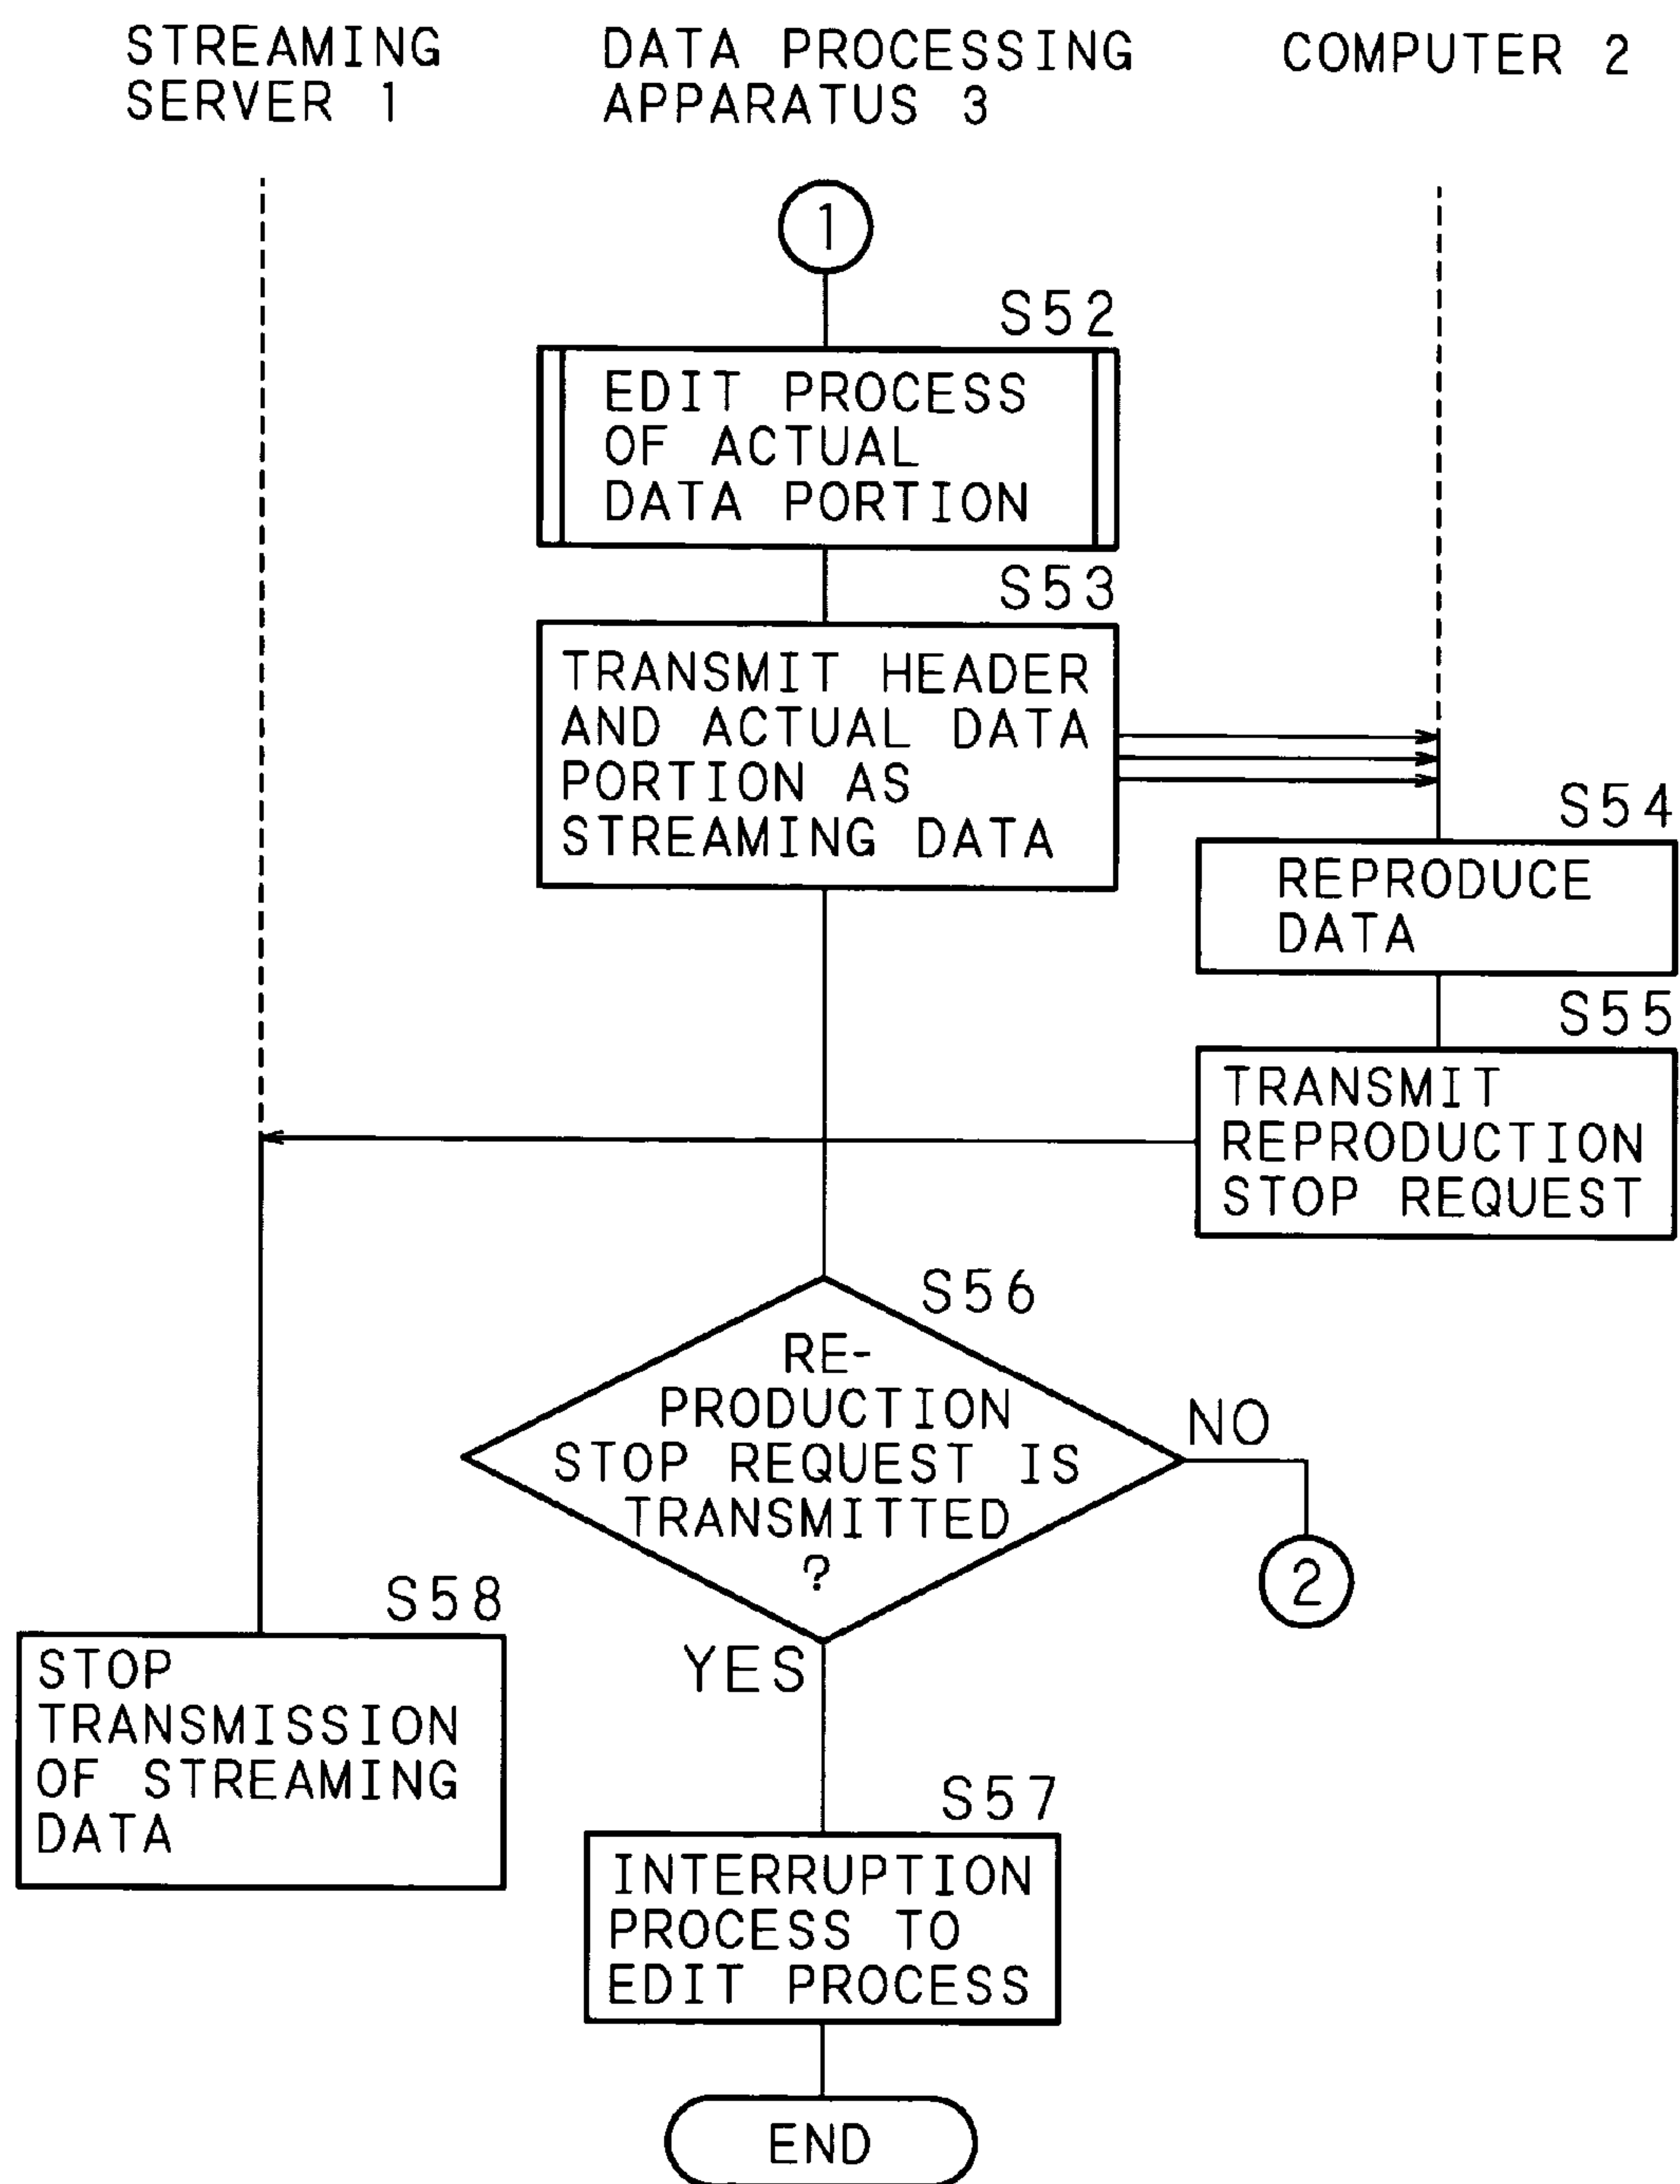 STREAMING
SERVER 1
DATA PROCESSING
APPARATUS 3
COMPUTER 2
1
S52
EDIT PROCESS
OF ACTUAL
DATA PORTION
S53
TRANSMIT HEADER
AND ACTUAL DATA
PORTION AS
STREAMING DATA
S54
REPRODUCE
DATA
S55
TRANSMIT
REPRODUCTION
STOP REQUEST
S56
RE-
PRODUCTION
STOP REQUEST IS
TRANSMITTED
?
NO
2
YES
S58
STOP
TRANSMISSION
OF STREAMING
DATA
S57
INTERRUPTION
PROCESS TO
EDIT PROCESS
END